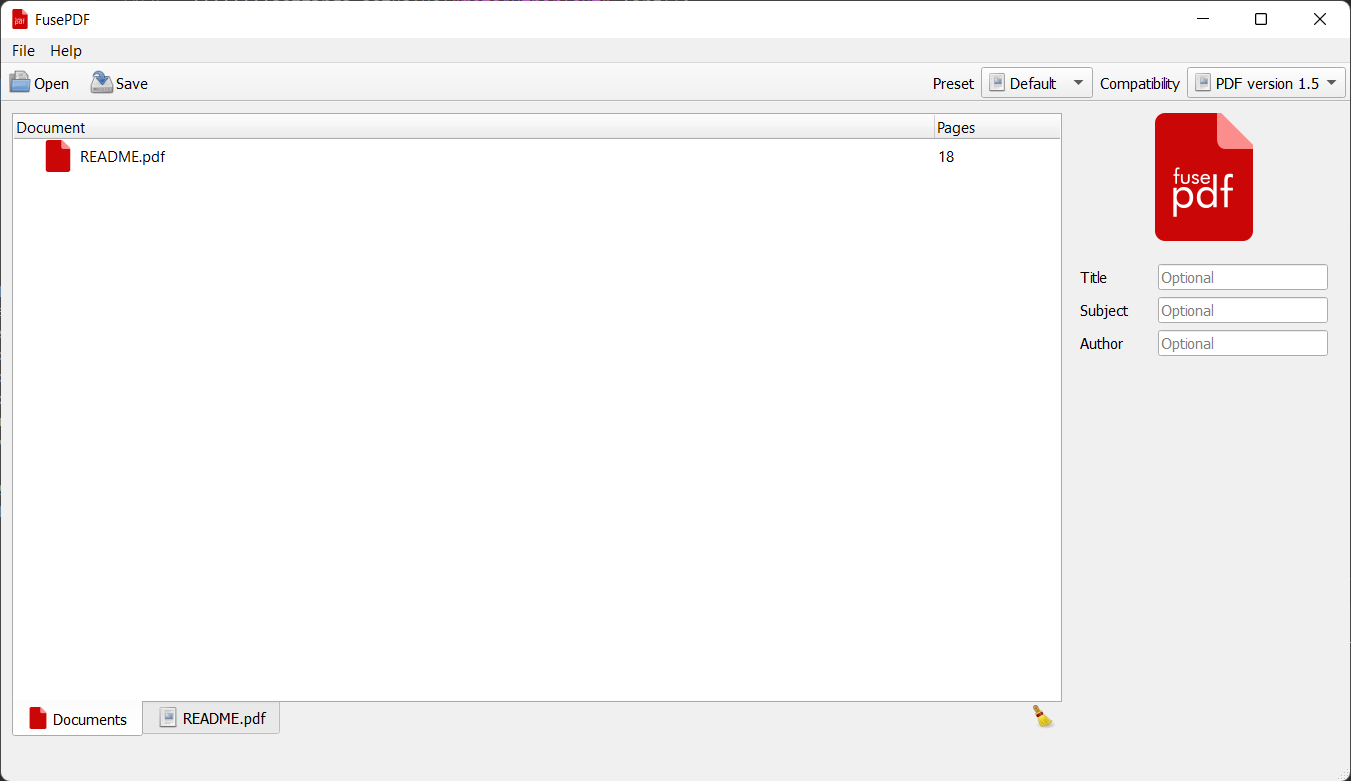 FusePDF
File Help
Open Save Preset Default Compatibility PDF version 1.5
Document Pages
README.pdf 18
fuse
pdf
Title Optional
Subject Optional
Author Optional
Documents README.pdf